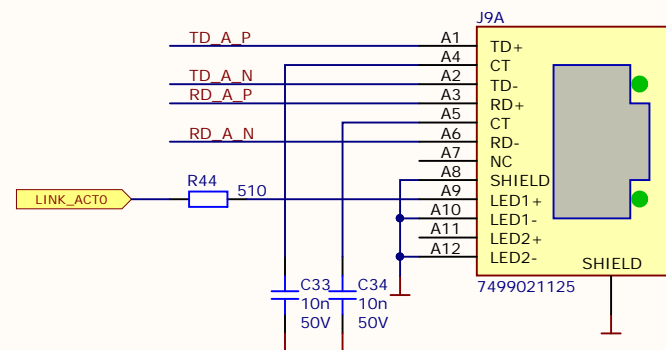 J9A
TD_A_P A1 TD+
A4 CT
TD_A_N A2 TD-
RD_A_P A3 RD+
A5 CT
RD_A_N A6 RD-
A7 NC
R44 A8 SHIELD
LINK_ACT0 510 A9 LED1+
A10 LED1-
A11 LED2+
A12 LED2-
SHIELD
C33 C34 7499021125
10n 10n
50V 50V